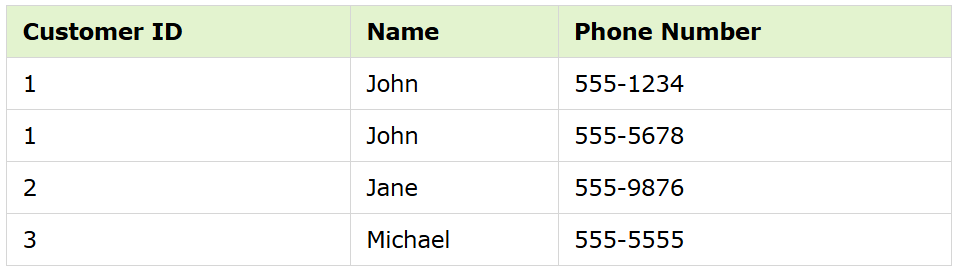 Customer ID Name Phone Number
1 John 555-1234
1 John 555-5678
2 Jane 555-9876
3 Michael 555-5555